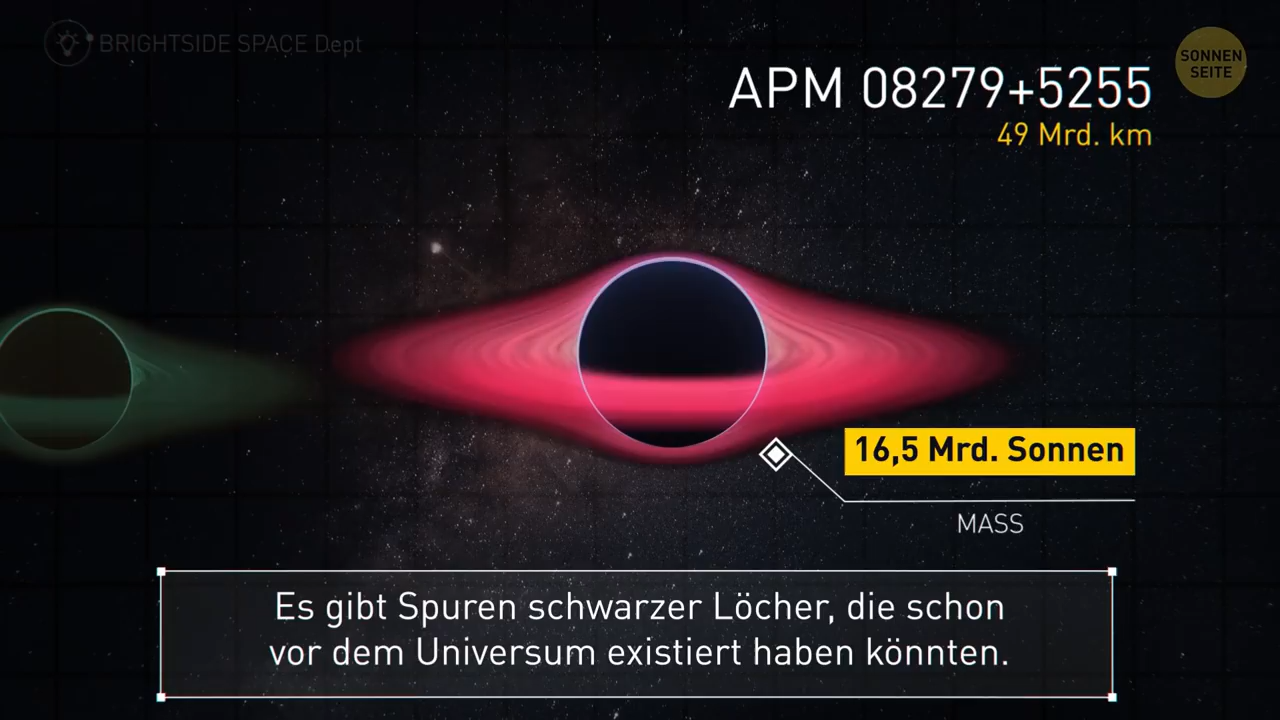 BRIGHTSIDE SPACE Dept
SONNEN
SEITE
APM 08279+5255
49 Mrd. km
16,5 Mrd. Sonnen
MASS
Es gibt Spuren schwarzer Löcher, die schon
vor dem Universum existiert haben könnten.